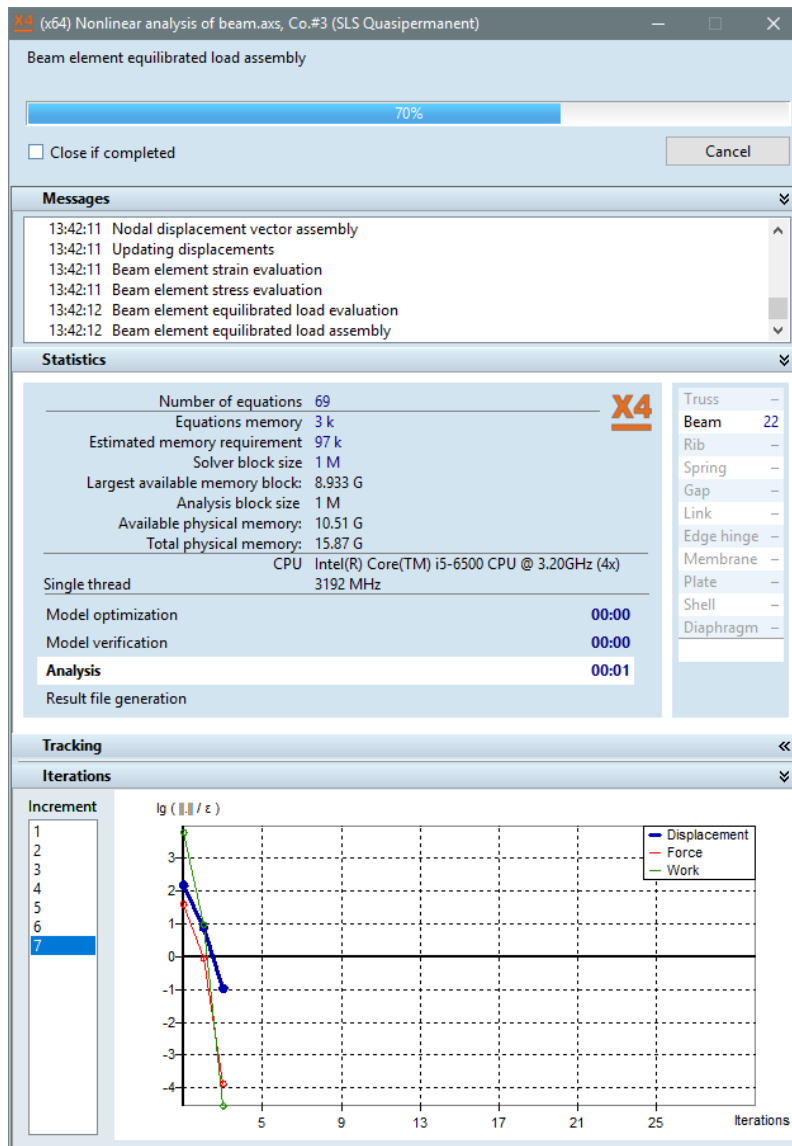 X4 (x64) Nonlinear analysis of beam.axs, Co.#3 (SLS Quasipermanent)
Beam element equilibrated load assembly
70%
Close if completed
Cancel
Messages
13:42:11 Nodal displacement vector assembly
13:42:11 Updating displacements
13:42:11 Beam element strain evaluation
13:42:11 Beam element stress evaluation
13:42:12 Beam element equilibrated load evaluation
13:42:12 Beam element equilibrated load assembly
Statistics
Number of equations 69
Equations memory 3 k
Estimated memory requirement 97 k
Solver block size 1 M
Largest available memory block: 8.933 G
Analysis block size 1 M
Available physical memory: 10.51 G
Total physical memory: 15.87 G
CPU Intel(R) Core(TM) i5-6500 CPU @ 3.20GHz (4x)
Single thread 3192 MHz
X4
Model optimization 00:00
Model verification 00:00
Analysis 00:01
Result file generation
Truss –
Beam 22
Rib –
Spring –
Gap –
Link –
Edge hinge –
Membrane –
Plate –
Shell –
Diaphragm –
Tracking
Iterations
Increment
1
2
3
4
5
6
7
lg ( ||.|| / ε )
Displacement
Force
Work
3
2
1
0
-1
-2
-3
-4
5 9 13 17 21 25 Iterations